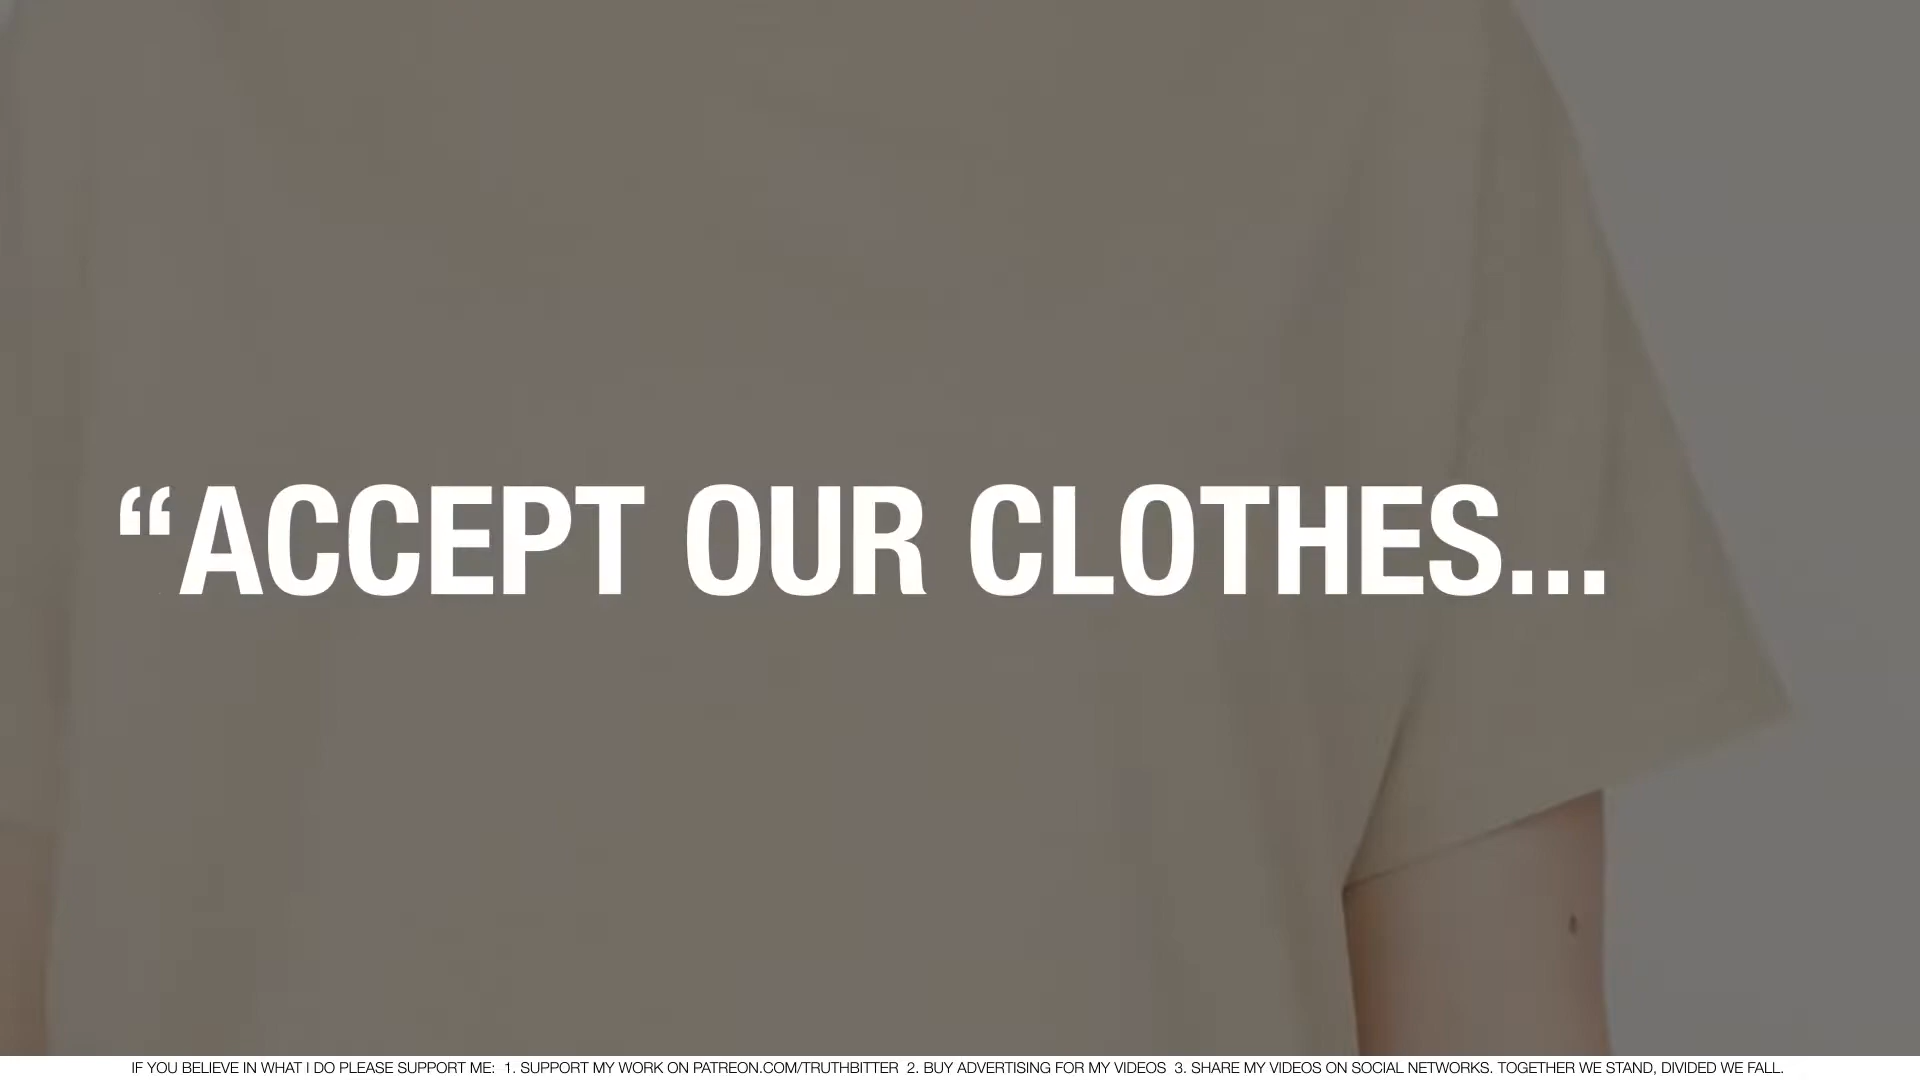 “ACCEPT OUR CLOTHES...
IF YOU BELIEVE IN WHAT I DO PLEASE SUPPORT ME: 1. SUPPORT MY WORK ON PATREON.COM/TRUTHBITTER 2. BUY ADVERTISING FOR MY VIDEOS 3. SHARE MY VIDEOS ON SOCIAL NETWORKS. TOGETHER WE STAND, DIVIDED WE FALL.